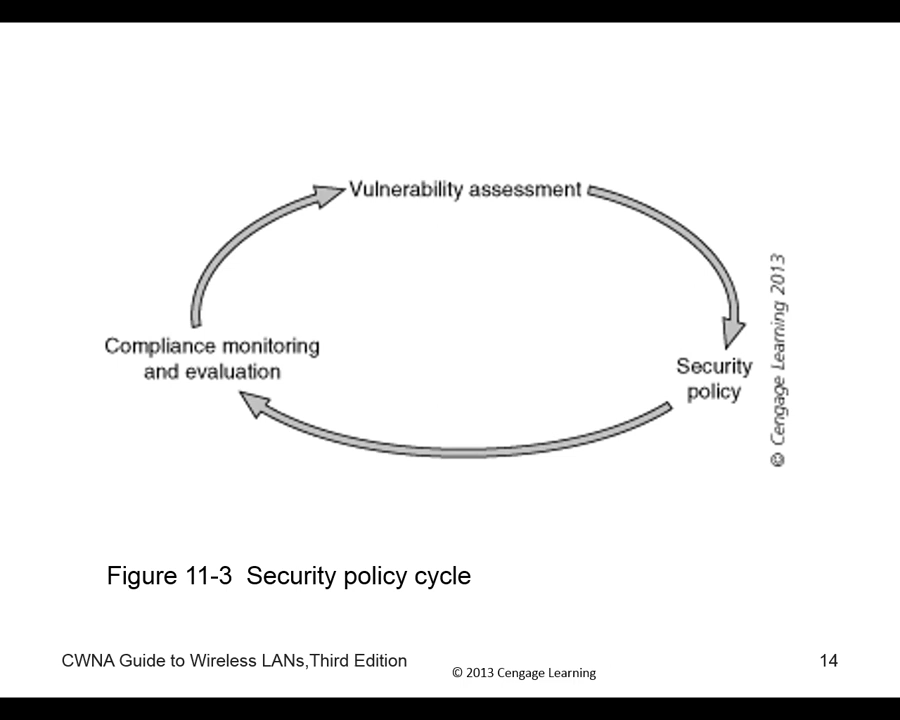 Vulnerability assessment
Compliance monitoring
and evaluation
Security
policy
© Cengage Learning 2013
Figure 11-3  Security policy cycle
CWNA Guide to Wireless LANs,Third Edition
© 2013 Cengage Learning
14